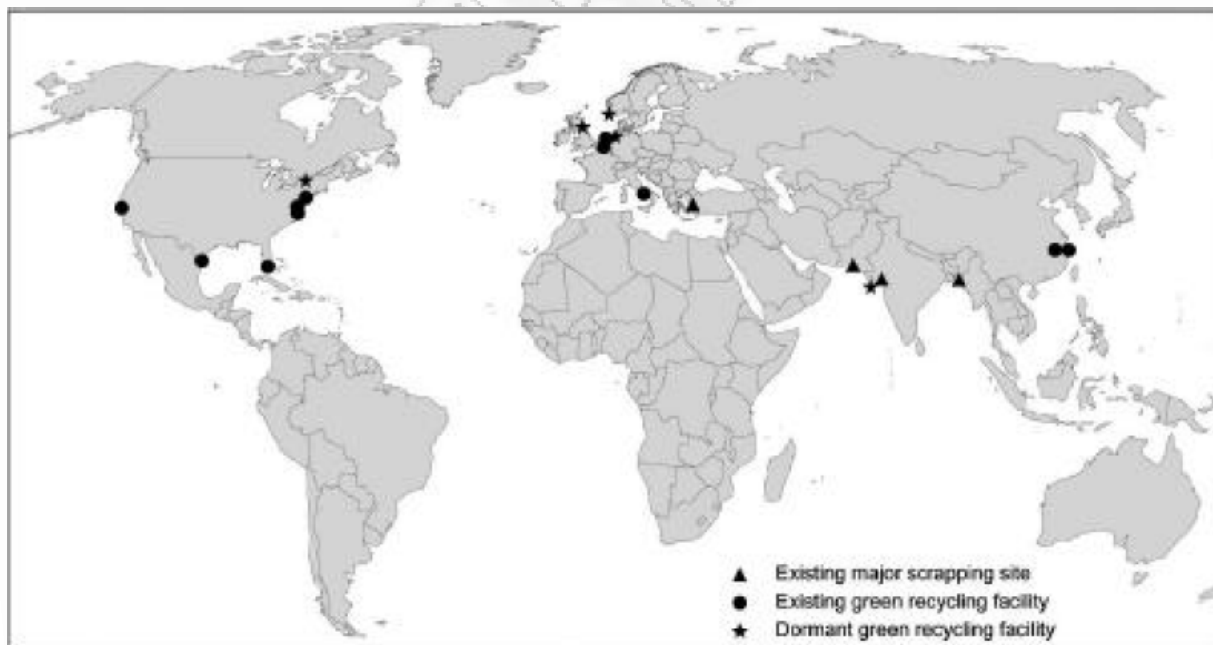 Existing major scrapping site
Existing green recycling facility
Dormant green recycling facility